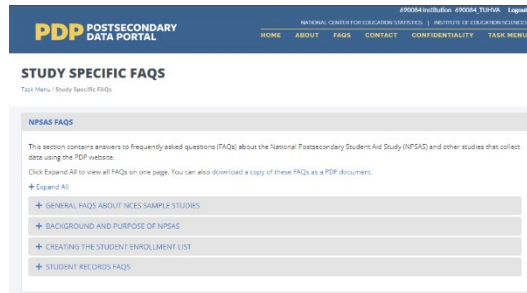 690084 Institution 690084_TUHVA Logout
PDP POSTSECONDARY DATA PORTAL
NATIONAL CENTER FOR EDUCATION STATISTICS | INSTITUTE OF EDUCATION SCIENCES
HOME ABOUT FAQS CONTACT CONFIDENTIALITY TASK MENU
STUDY SPECIFIC FAQS
Task Menu / Study Specific FAQs
NPSAS FAQS
This section contains answers to frequently asked questions (FAQs) about the National Postsecondary Student Aid Study (NPSAS) and other studies that collect
data using the PDP website.
Click Expand All to view all FAQs on one page. You can also download a copy of these FAQs as a PDF document.
+ Expand All
+ GENERAL FAQS ABOUT NCES SAMPLE STUDIES
+ BACKGROUND AND PURPOSE OF NPSAS
+ CREATING THE STUDENT ENROLLMENT LIST
+ STUDENT RECORDS FAQS